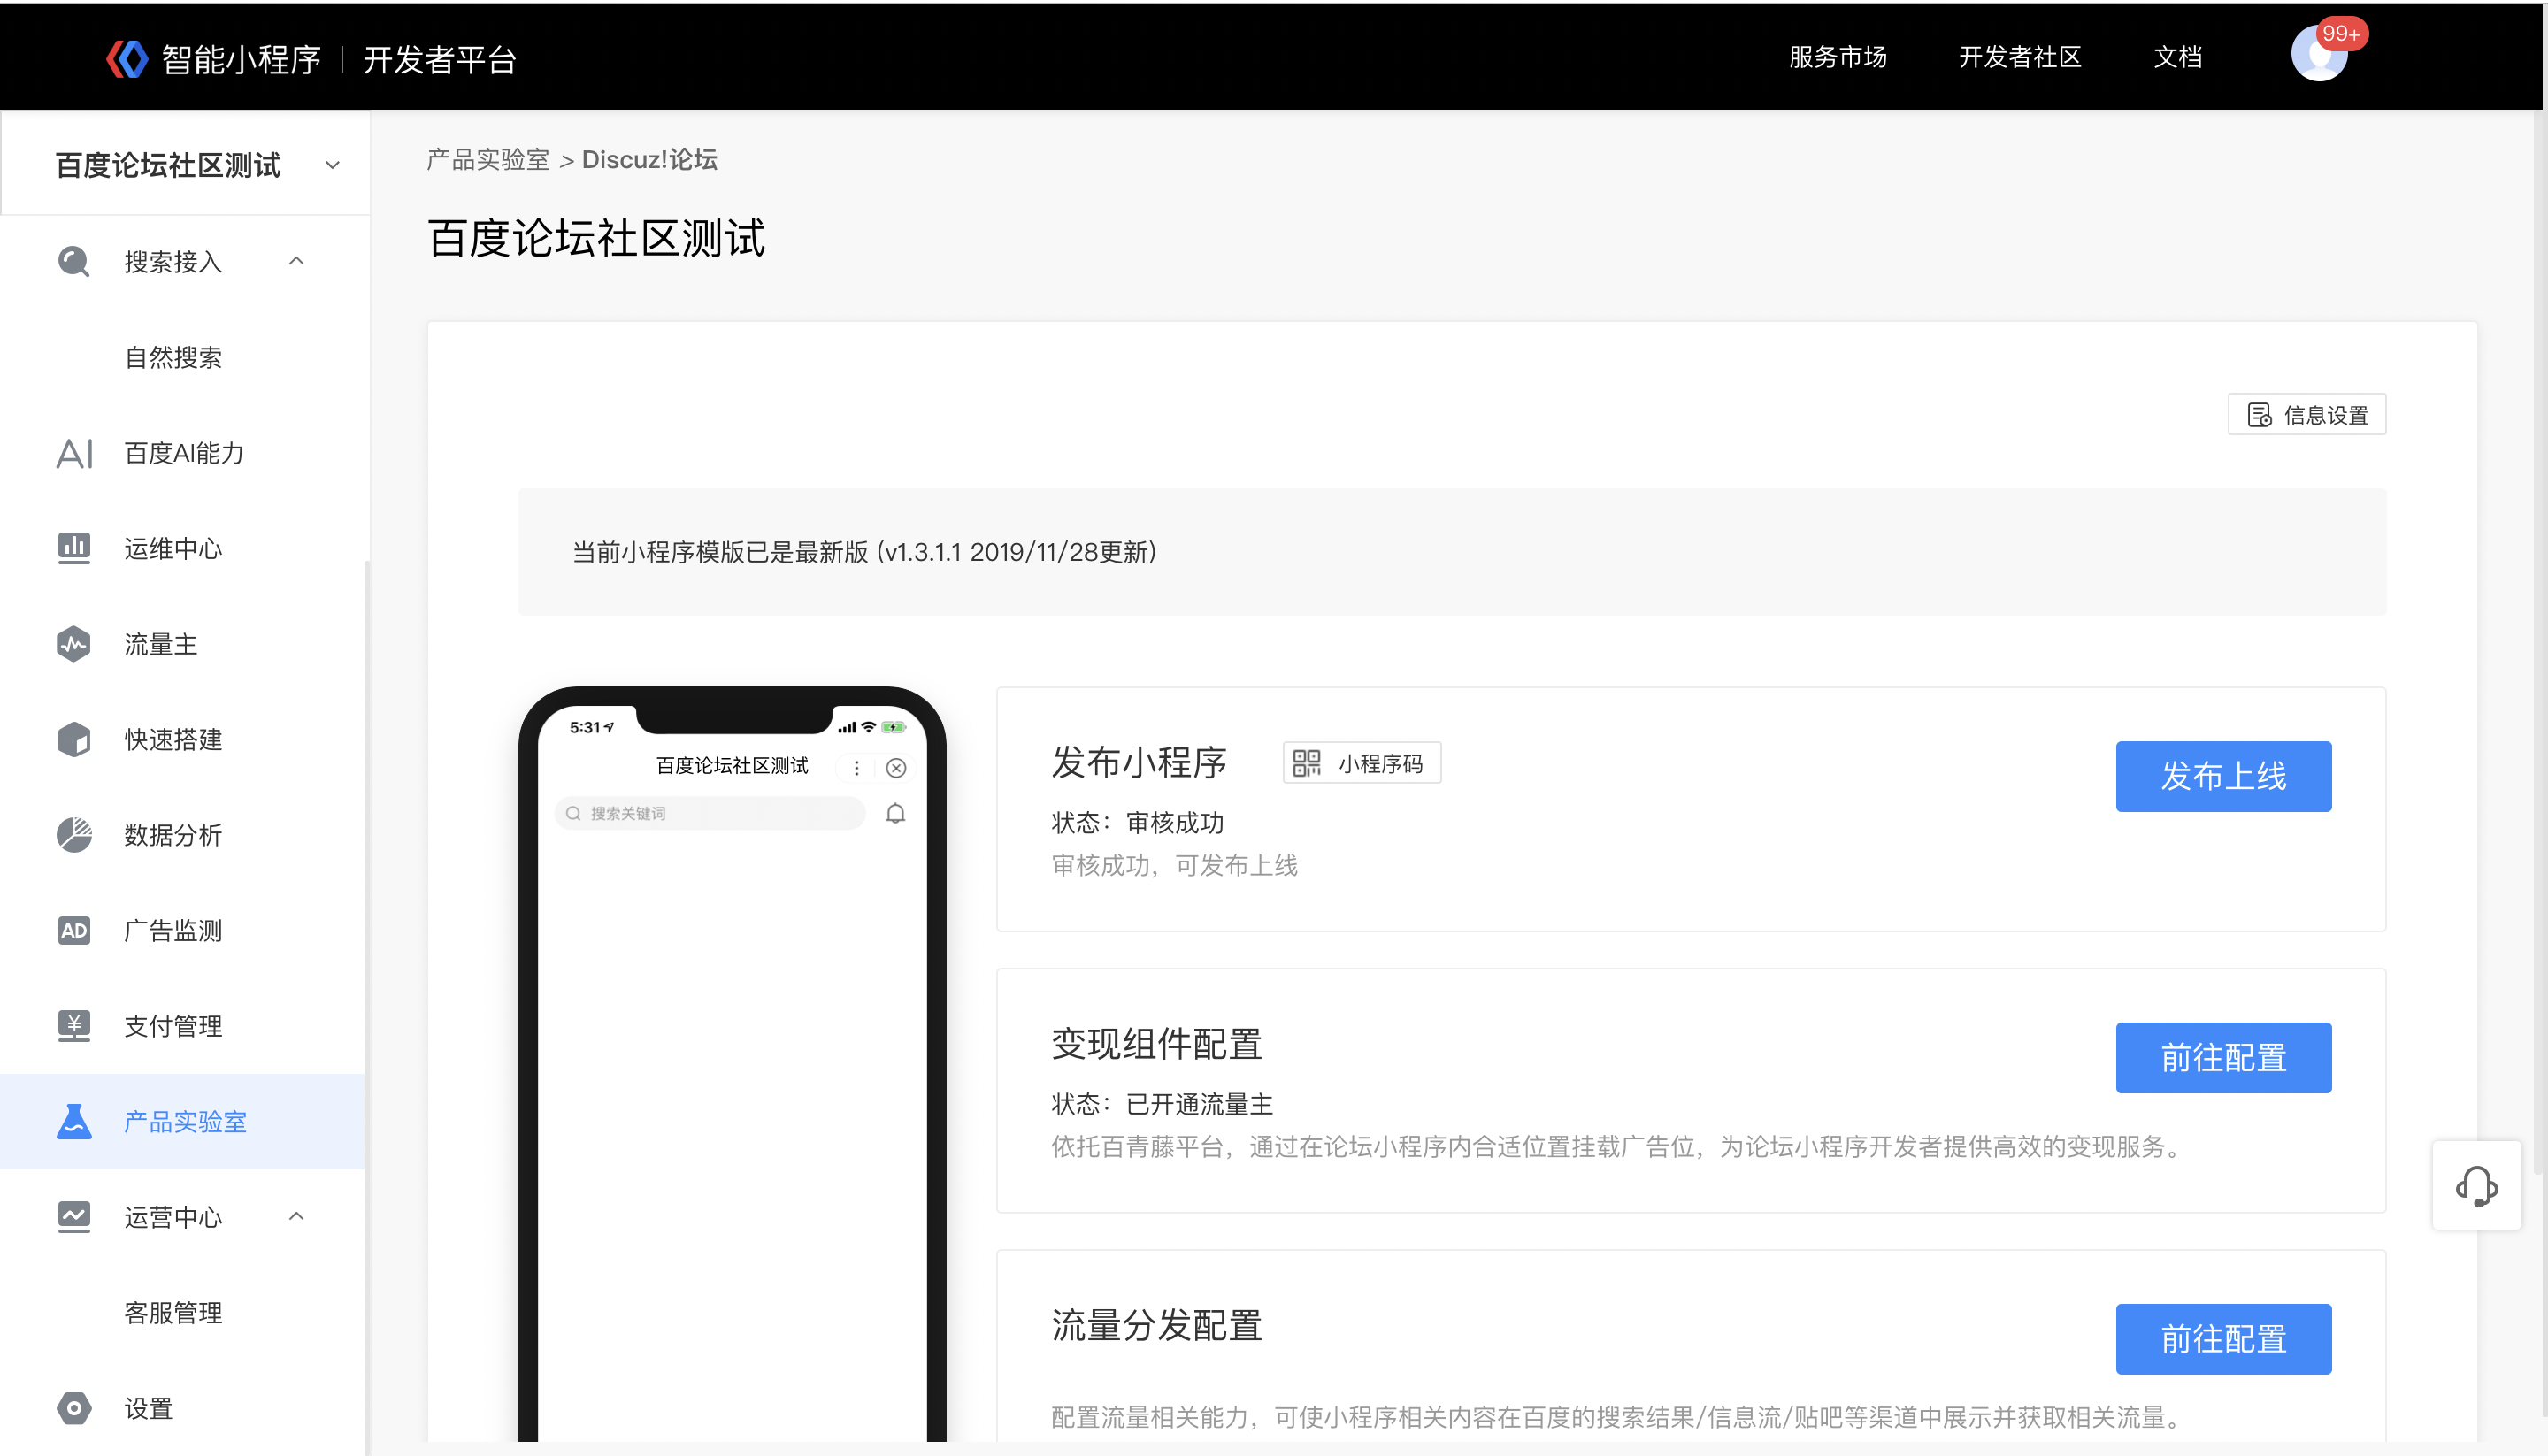 智能小程序 | 开发者平台
服务市场
开发者社区
文档
99+
百度论坛社区测试
搜索接入
自然搜索
AI 百度AI能力
运维中心
流量主
快速搭建
数据分析
AD 广告监测
¥ 支付管理
产品实验室
运营中心
客服管理
设置
产品实验室 > Discuz!论坛
百度论坛社区测试
信息设置
当前小程序模版已是最新版 (v1.3.1.1 2019/11/28更新)
5:31
百度论坛社区测试
搜索关键词
发布小程序
小程序码
发布上线
状态：审核成功
审核成功，可发布上线
变现组件配置
前往配置
状态：已开通流量主
依托百青藤平台，通过在论坛小程序内合适位置挂载广告位，为论坛小程序开发者提供高效的变现服务。
流量分发配置
前往配置
配置流量相关能力，可使小程序相关内容在百度的搜索结果/信息流/贴吧等渠道中展示并获取相关流量。